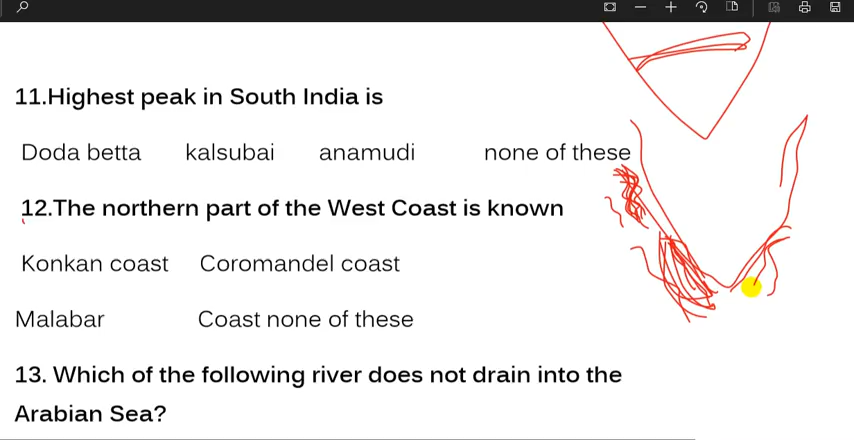 11.Highest peak in South India is
Doda betta kalsubai anamudi none of these
12.The northern part of the West Coast is known
Konkan coast Coromandel coast
Malabar Coast none of these
13. Which of the following river does not drain into the
Arabian Sea?